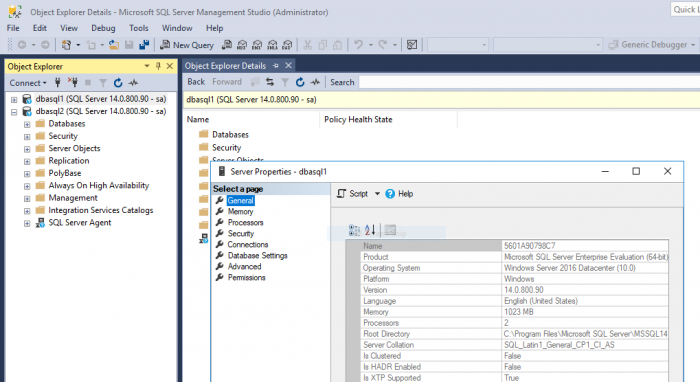 Object Explorer Details - Microsoft SQL Server Management Studio (Administrator)
Quick L
File Edit View Debug Tools Window Help
New Query
Generic Debugger
Object Explorer
Object Explorer Details
Connect
Back Forward Search
dbasql1 (SQL Server 14.0.800.90 - sa)
dbasql1 (SQL Server 14.0.800.90 - sa)
dbasql2 (SQL Server 14.0.800.90 - sa)
Databases
Security
Server Objects
Replication
PolyBase
Always On High Availability
Management
Integration Services Catalogs
SQL Server Agent
Name Policy Health State
Databases
Security
Server Objects
Server Properties - dbasql1
Select a page
General
Memory
Processors
Security
Connections
Database Settings
Advanced
Permissions
Script Help
Name 5601A90798C7
Product Microsoft SQL Server Enterprise Evaluation (64-bit)
Operating System Windows Server 2016 Datacenter (10.0)
Platform Windows
Version 14.0.800.90
Language English (United States)
Memory 1023 MB
Processors 2
Root Directory C:\Program Files\Microsoft SQL Server\MSSQL14
Server Collation SQL_Latin1_General_CP1_CI_AS
Is Clustered False
Is HADR Enabled False
Is XTP Supported True